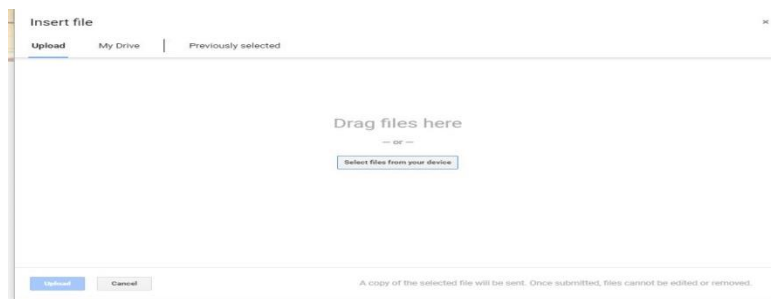 Insert file
×
Upload My Drive Previously selected
Drag files here
— or —
Select files from your device
Upload Cancel A copy of the selected file will be sent. Once submitted, files cannot be edited or removed.